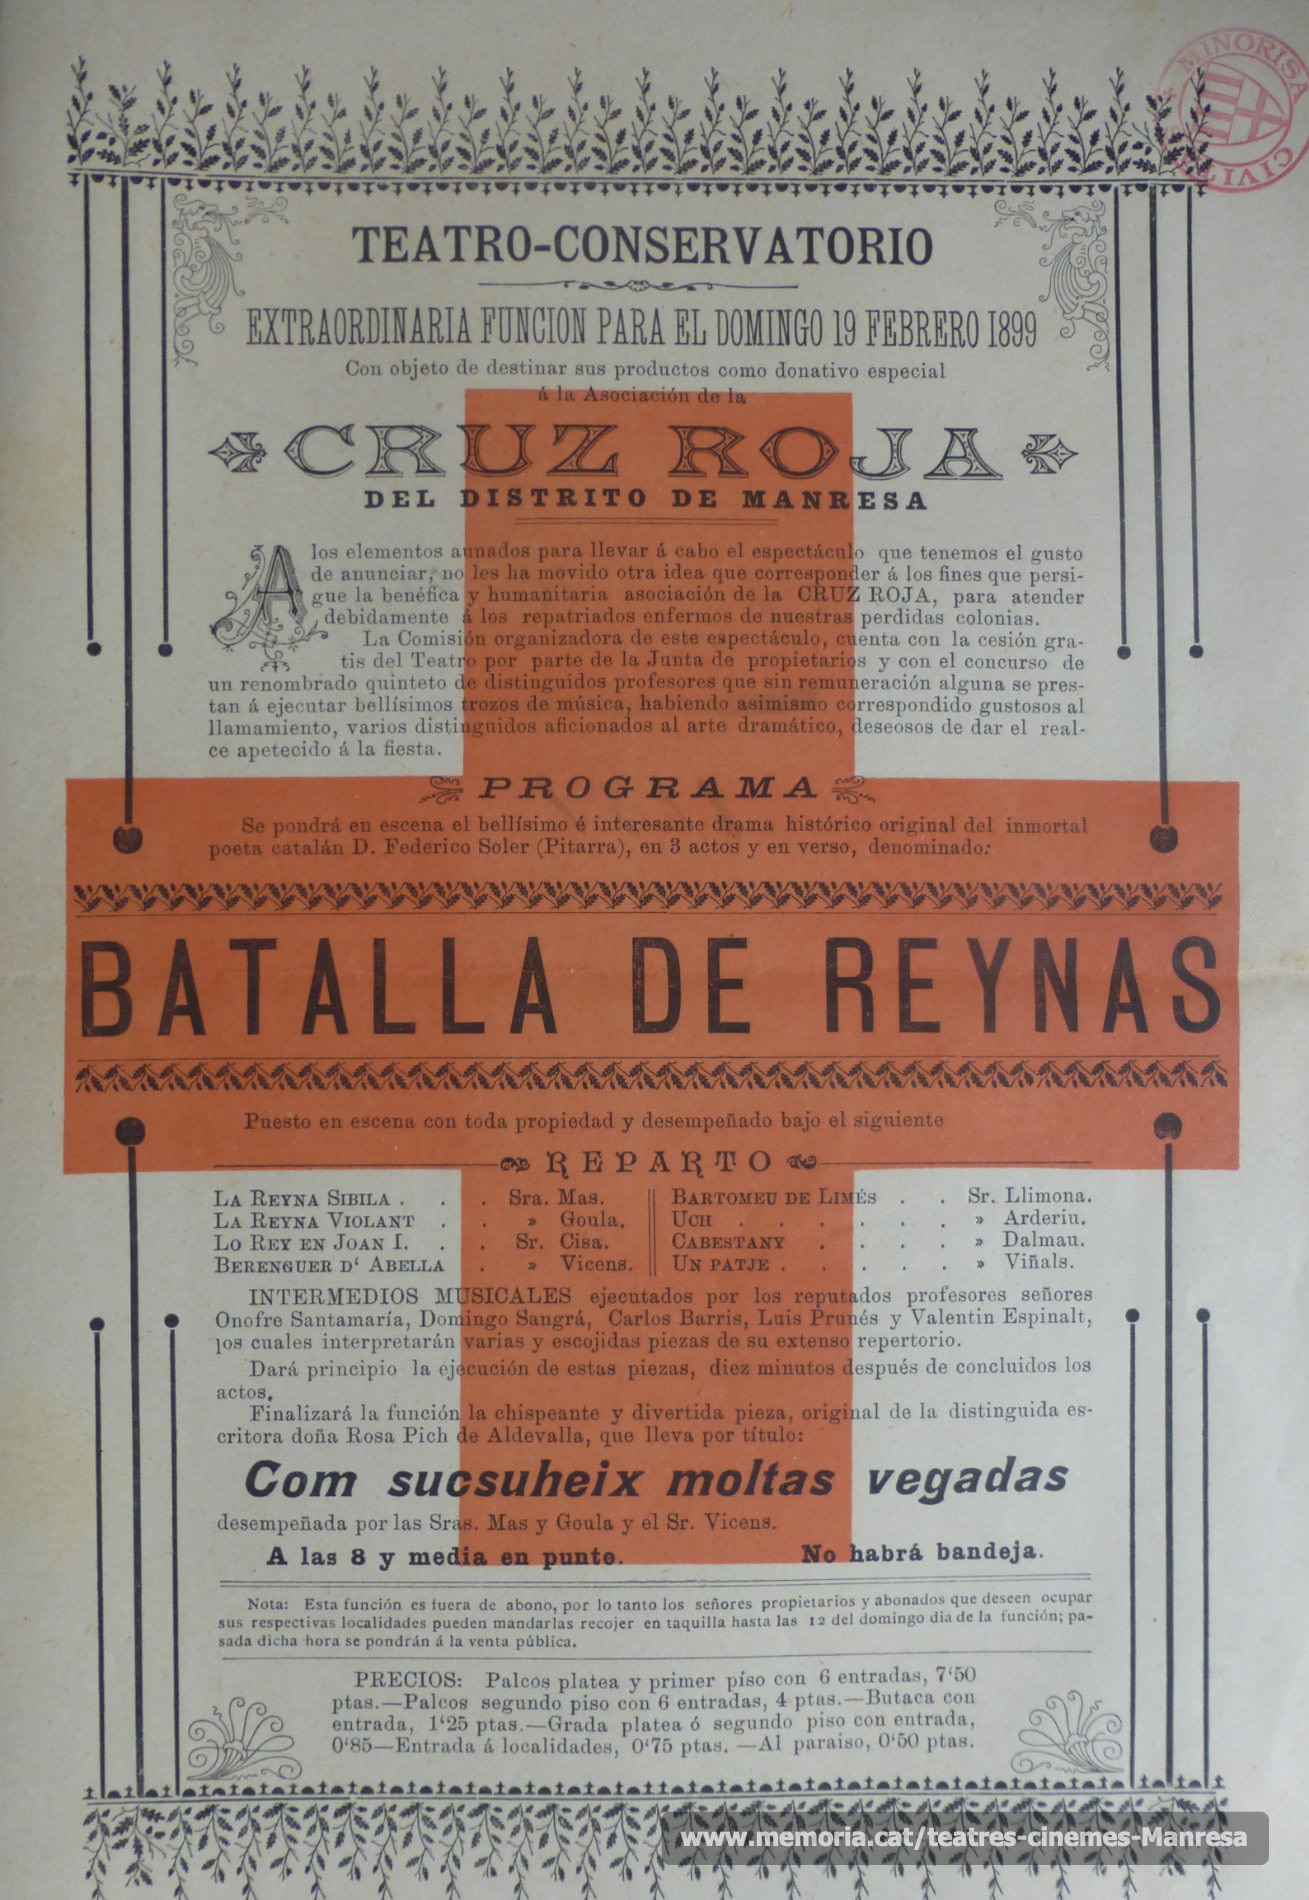 MINORISA
CIVITAS
TEATRO-CONSERVATORIO
EXTRAORDINARIA FUNCION PARA EL DOMINGO 19 FEBRERO 1899
Con objeto de destinar sus productos como donativo especial
á la Asociación de la
CRUZ ROJA
DEL DISTRITO DE MANRESA
A los elementos aunados para llevar á cabo el espectáculo que tenemos el gusto
de anunciar, no les ha movido otra idea que corresponder á los fines que persi-
gue la benéfica y humanitaria asociación de la CRUZ ROJA, para atender
debidamente á los repatriados enfermos de nuestras perdidas colonias.
La Comisión organizadora de este espectáculo, cuenta con la cesión gra-
tis del Teatro por parte de la Junta de propietarios y con el concurso de
un renombrado quinteto de distinguidos profesores que sin remuneración alguna se pres-
tan á ejecutar bellísimos trozos de música, habiendo asimismo correspondido gustosos al
llamamiento, varios distinguidos aficionados al arte dramático, deseosos de dar el real-
ce apetecido á la fiesta.
PROGRAMA
Se pondrá en escena el bellísimo é interesante drama histórico original del inmortal
poeta catalán D. Federico Soler (Pitarra), en 3 actos y en verso, denominado:
BATALLA DE REYNAS
Puesto en escena con toda propiedad y desempeñado bajo el siguiente
REPARTO
LA REYNA SIBILA . . . Sra. Mas.
LA REYNA VIOLANT . . » Goula.
LO REY EN JOAN I. . . Sr. Cisa.
BERENGUER D‘ ABELLA . » Vicens.
BARTOMEU DE LIMÉS . . Sr. Llimona.
UCH . . . . . . » Arderiu.
CABESTANY . . . . » Dalmau.
UN PATJE . . . . . » Viñals.
INTERMEDIOS MUSICALES ejecutados por los reputados profesores señores
Onofre Santamaría, Domingo Sangrá, Carlos Barris, Luis Prunés y Valentin Espinalt,
los cuales interpretarán varias y escojidas piezas de su extenso repertorio.
Dará principio la ejecución de estas piezas, diez minutos después de concluidos los
actos.
Finalizará la función la chispeante y divertida pieza, original de la distinguida es-
critora doña Rosa Pich de Aldevalla, que lleva por título:
Com sucsuheix moltas vegadas
desempeñada por las Sras. Mas y Goula y el Sr. Vicens.
A las 8 y media en punto. No habrá bandeja.
Nota: Esta función es fuera de abono, por lo tanto los señores propietarios y abonados que deseen ocupar
sus respectivas localidades pueden mandarlas recojer en taquilla hasta las 12 del domingo dia de la función; pa-
sada dicha hora se pondrán á la venta pública.
PRECIOS: Palcos platea y primer píso con 6 entradas, 7‘50
ptas.—Palcos segundo piso con 6 entradas, 4 ptas.—Butaca con
entrada, 1‘25 ptas.—Grada platea ó segundo piso con entrada,
0‘85—Entrada á localidades, 0‘75 ptas. —Al paraiso, 0‘50 ptas.
www.memoria.cat/teatres-cinemes-Manresa